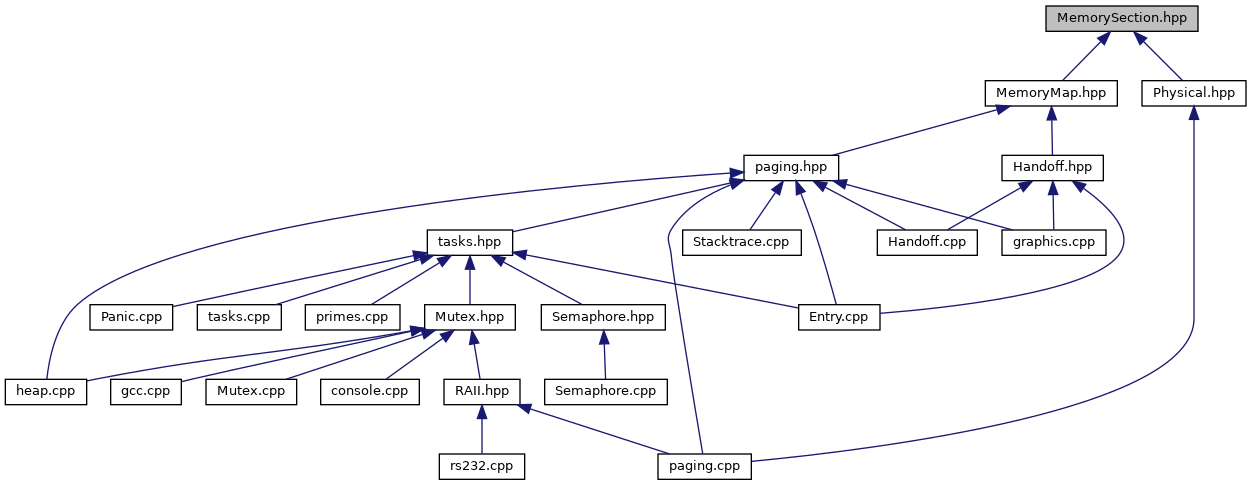 MemorySection.hpp
MemoryMap.hpp
Physical.hpp
paging.hpp
Handoff.hpp
tasks.hpp
Stacktrace.cpp
Handoff.cpp
graphics.cpp
Panic.cpp
tasks.cpp
primes.cpp
Mutex.hpp
Semaphore.hpp
Entry.cpp
heap.cpp
gcc.cpp
Mutex.cpp
console.cpp
RAII.hpp
Semaphore.cpp
rs232.cpp
paging.cpp